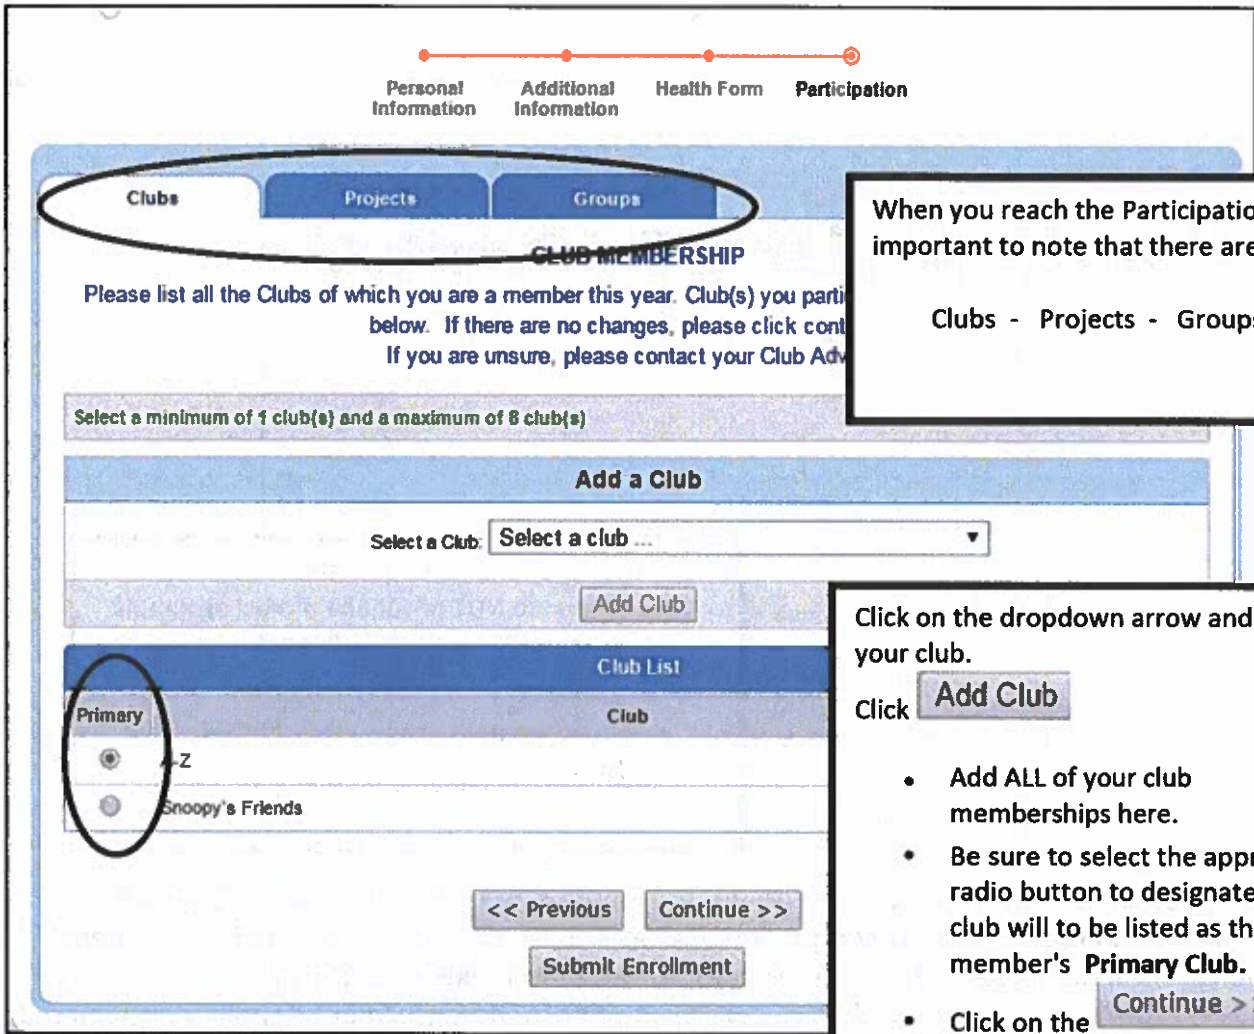 Personal Information
Additional Information
Health Form
Participation
Clubs
Projects
Groups
CLUB MEMBERSHIP
Please list all the Clubs of which you are a member this year. Club(s) you parti
below. If there are no changes, please click cont
If you are unsure, please contact your Club Adv
When you reach the Participatio
important to note that there are
Clubs - Projects - Groups
Select a minimum of 1 club(s) and a maximum of 8 club(s)
Add a Club
Select a Club: Select a club ...
Add Club
Club List
Primary Club
A-Z
Snoopy's Friends
<< Previous Continue >>
Submit Enrollment
Click on the dropdown arrow and
your club.
Click Add Club
• Add ALL of your club
memberships here.
• Be sure to select the appr
radio button to designate
club will to be listed as th
member's Primary Club.
• Click on the Continue >